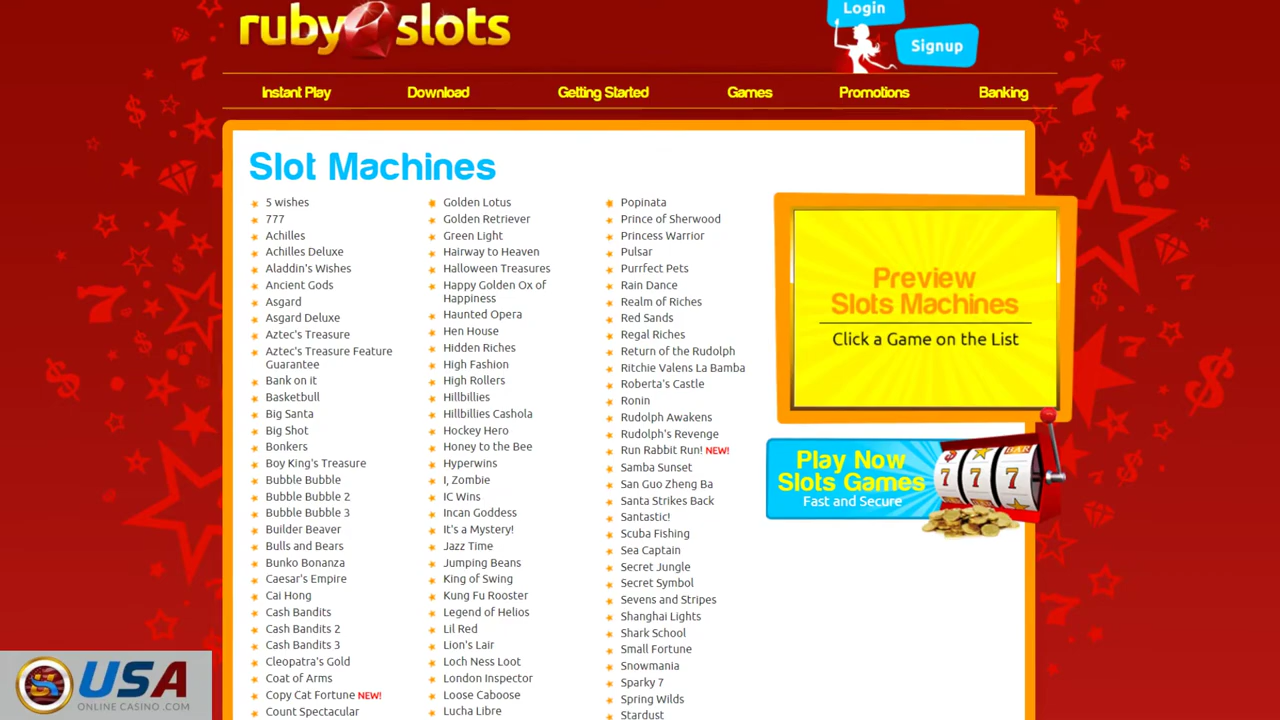 ruby slots
Login
Signup
Instant Play
Download
Getting Started
Games
Promotions
Banking
Slot Machines
5 wishes
777
Achilles
Achilles Deluxe
Aladdin's Wishes
Ancient Gods
Asgard
Asgard Deluxe
Aztec's Treasure
Aztec's Treasure Feature
Guarantee
Bank on it
Basketbull
Big Santa
Big Shot
Bonkers
Boy King's Treasure
Bubble Bubble
Bubble Bubble 2
Bubble Bubble 3
Builder Beaver
Bulls and Bears
Bunko Bonanza
Caesar's Empire
Cai Hong
Cash Bandits
Cash Bandits 2
Cash Bandits 3
Cleopatra's Gold
Coat of Arms
Copy Cat Fortune NEW!
Count Spectacular
Golden Lotus
Golden Retriever
Green Light
Hairway to Heaven
Halloween Treasures
Happy Golden Ox of
Happiness
Haunted Opera
Hen House
Hidden Riches
High Fashion
High Rollers
Hillbillies
Hillbillies Cashola
Hockey Hero
Honey to the Bee
Hyperwins
I, Zombie
IC Wins
Incan Goddess
It's a Mystery!
Jazz Time
Jumping Beans
King of Swing
Kung Fu Rooster
Legend of Helios
Lil Red
Lion's Lair
Loch Ness Loot
London Inspector
Loose Caboose
Lucha Libre
Popinata
Prince of Sherwood
Princess Warrior
Pulsar
Purrfect Pets
Rain Dance
Realm of Riches
Red Sands
Regal Riches
Return of the Rudolph
Ritchie Valens La Bamba
Roberta's Castle
Ronin
Rudolph Awakens
Rudolph's Revenge
Run Rabbit Run! NEW!
Samba Sunset
San Guo Zheng Ba
Santa Strikes Back
Santastic!
Scuba Fishing
Sea Captain
Secret Jungle
Secret Symbol
Sevens and Stripes
Shanghai Lights
Shark School
Small Fortune
Snowmania
Sparky 7
Spring Wilds
Stardust
Preview
Slots Machines
Click a Game on the List
Play Now
Slots Games
Fast and Secure
BAR
7 7 7
USA
ONLINE CASINO .COM